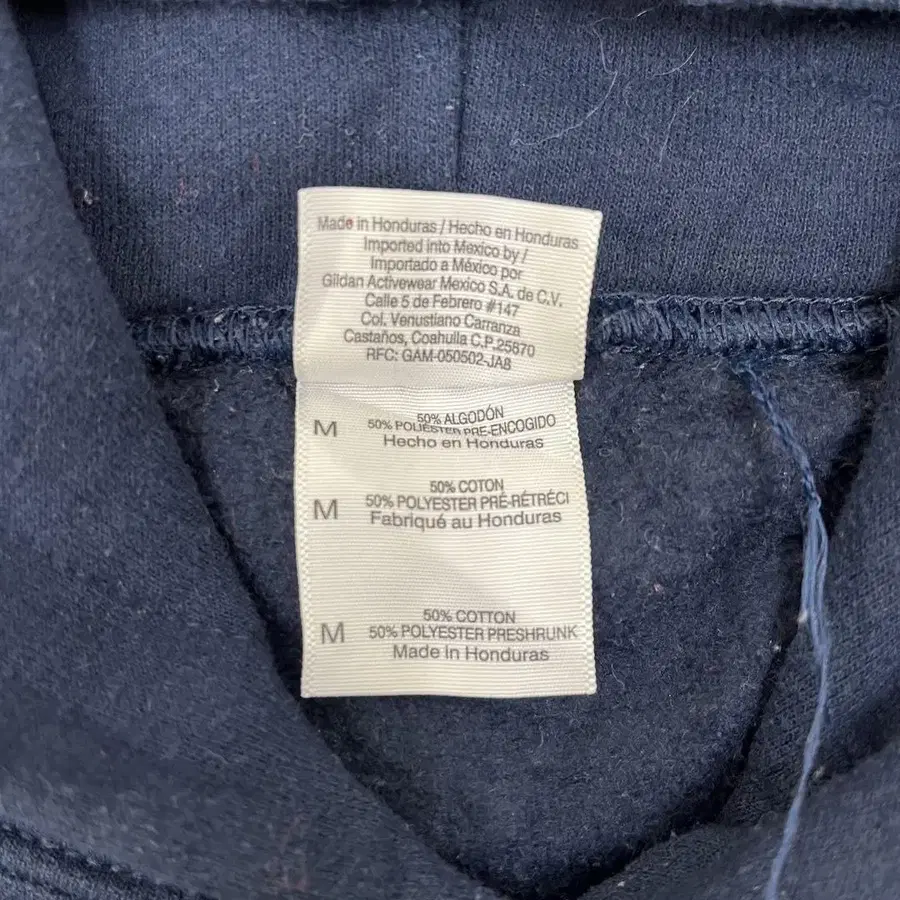 Made in Honduras / Hecho en Honduras
Imported into Mexico by /
Importado a México por
Gildan Activewear Mexico S.A. de C.V.
Calle 5 de Febrero #147
Col. Venustiano Carranza
Castaños, Coahulla C.P.25870
RFC: GAM-050502-JA8
50% ALGODÓN
M 50% POLIESTER PRE-ENCOGIDO
Hecho en Honduras
50% COTON
M 50% POLYESTER PRÉ-RÉTRÉCI
Fabriqué au Honduras
50% COTTON
M 50% POLYESTER PRESHRUNK
Made in Honduras